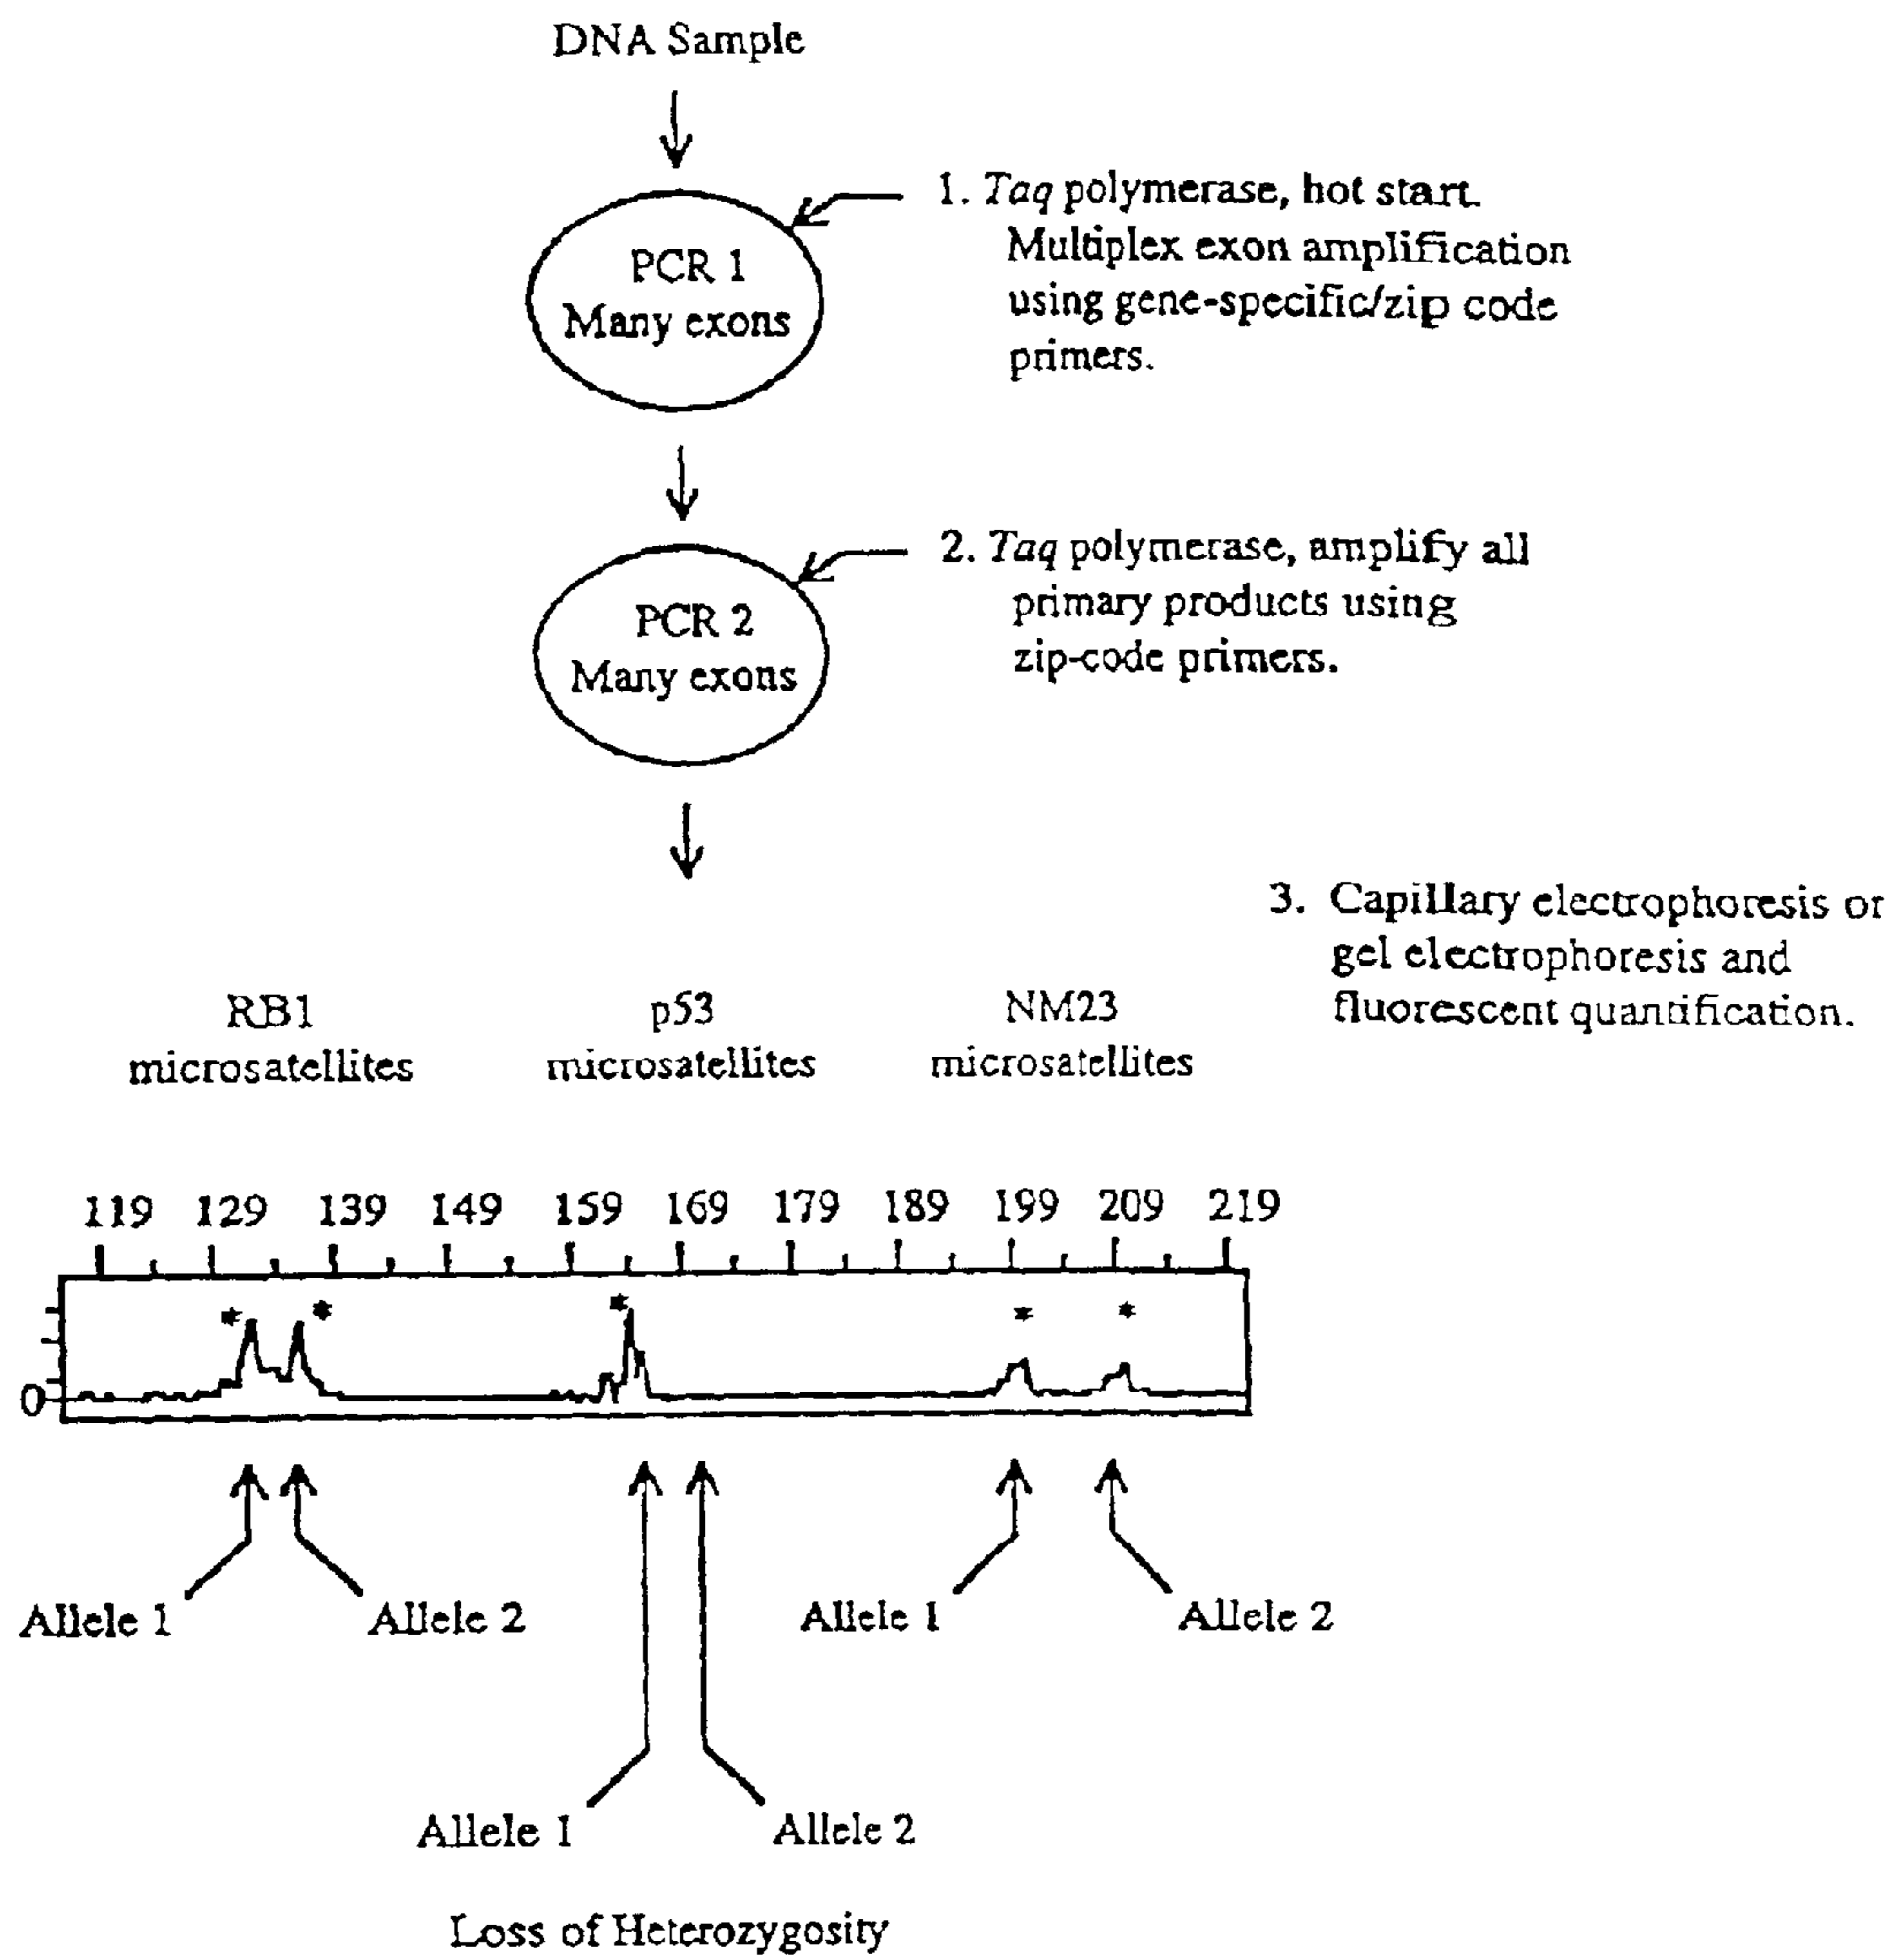 DNA Sample
PCR 1
Many exons
1. Taq polymerase, hot start.
Multiplex exon amplification
using gene-specific/zip code
primers.
PCR 2
Many exons
2. Taq polymerase, amplify all
primary products using
zip-code primers.
3. Capillary electrophoresis or
gel electrophoresis and
fluorescent quantification.
RB1
microsatellites
p53
microsatellites
NM23
microsatellites
119 129 139 149 159 169 179 189 199 209 219
* * * * *
0
Allele 1 Allele 2 Allele 1 Allele 2
Allele 1 Allele 2
Loss of Heterozygosity